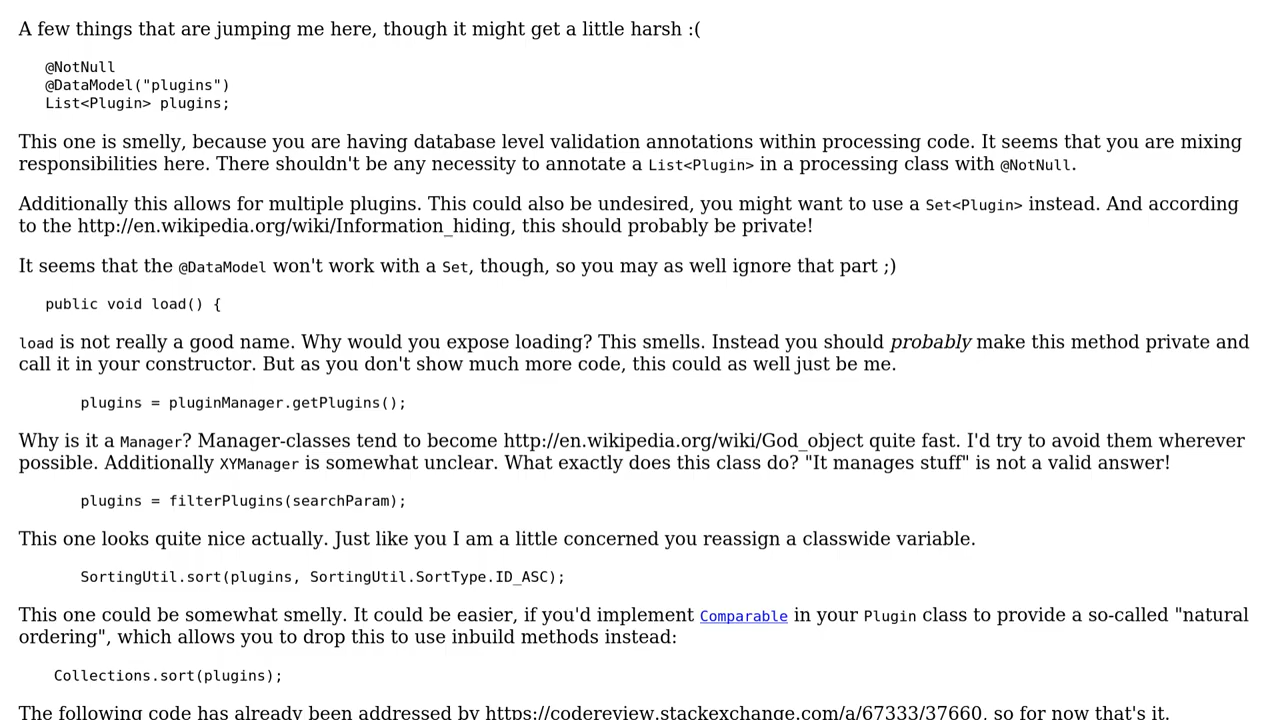 A few things that are jumping me here, though it might get a little harsh :(
@NotNull
@DataModel("plugins")
List<Plugin> plugins;
This one is smelly, because you are having database level validation annotations within processing code. It seems that you are mixing
responsibilities here. There shouldn't be any necessity to annotate a List<Plugin> in a processing class with @NotNull.
Additionally this allows for multiple plugins. This could also be undesired, you might want to use a Set<Plugin> instead. And according
to the http://en.wikipedia.org/wiki/Information_hiding, this should probably be private!
It seems that the @DataModel won't work with a Set, though, so you may as well ignore that part ;)
public void load() {
load is not really a good name. Why would you expose loading? This smells. Instead you should probably make this method private and
call it in your constructor. But as you don't show much more code, this could as well just be me.
plugins = pluginManager.getPlugins();
Why is it a Manager? Manager-classes tend to become http://en.wikipedia.org/wiki/God_object quite fast. I'd try to avoid them wherever
possible. Additionally XYManager is somewhat unclear. What exactly does this class do? "It manages stuff" is not a valid answer!
plugins = filterPlugins(searchParam);
This one looks quite nice actually. Just like you I am a little concerned you reassign a classwide variable.
SortingUtil.sort(plugins, SortingUtil.SortType.ID_ASC);
This one could be somewhat smelly. It could be easier, if you'd implement Comparable in your Plugin class to provide a so-called "natural
ordering", which allows you to drop this to use inbuild methods instead:
Collections.sort(plugins);
The following code has already been addressed by https://codereview.stackexchange.com/a/67333/37660, so for now that's it.